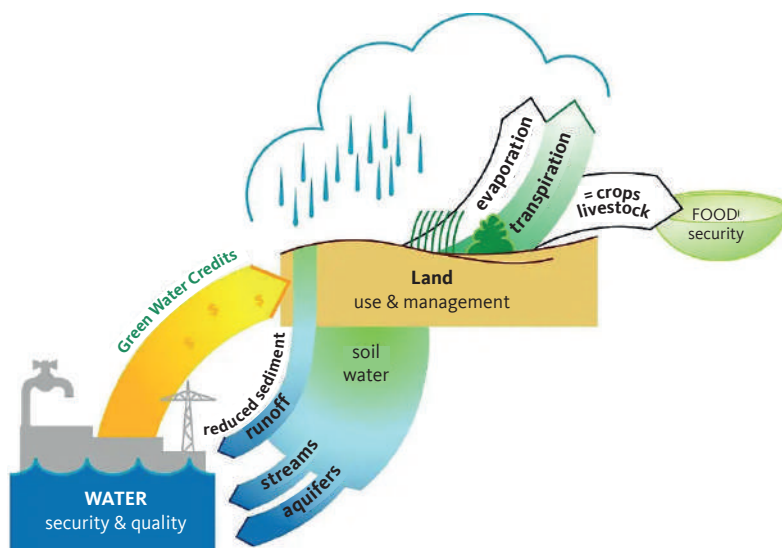 evaporation
transpiration
= crops
livestock
FOOD
security
Land
use & management
Green Water Credits
$
$
$
soil
water
reduced sediment
runoff
streams
aquifers
WATER
security & quality